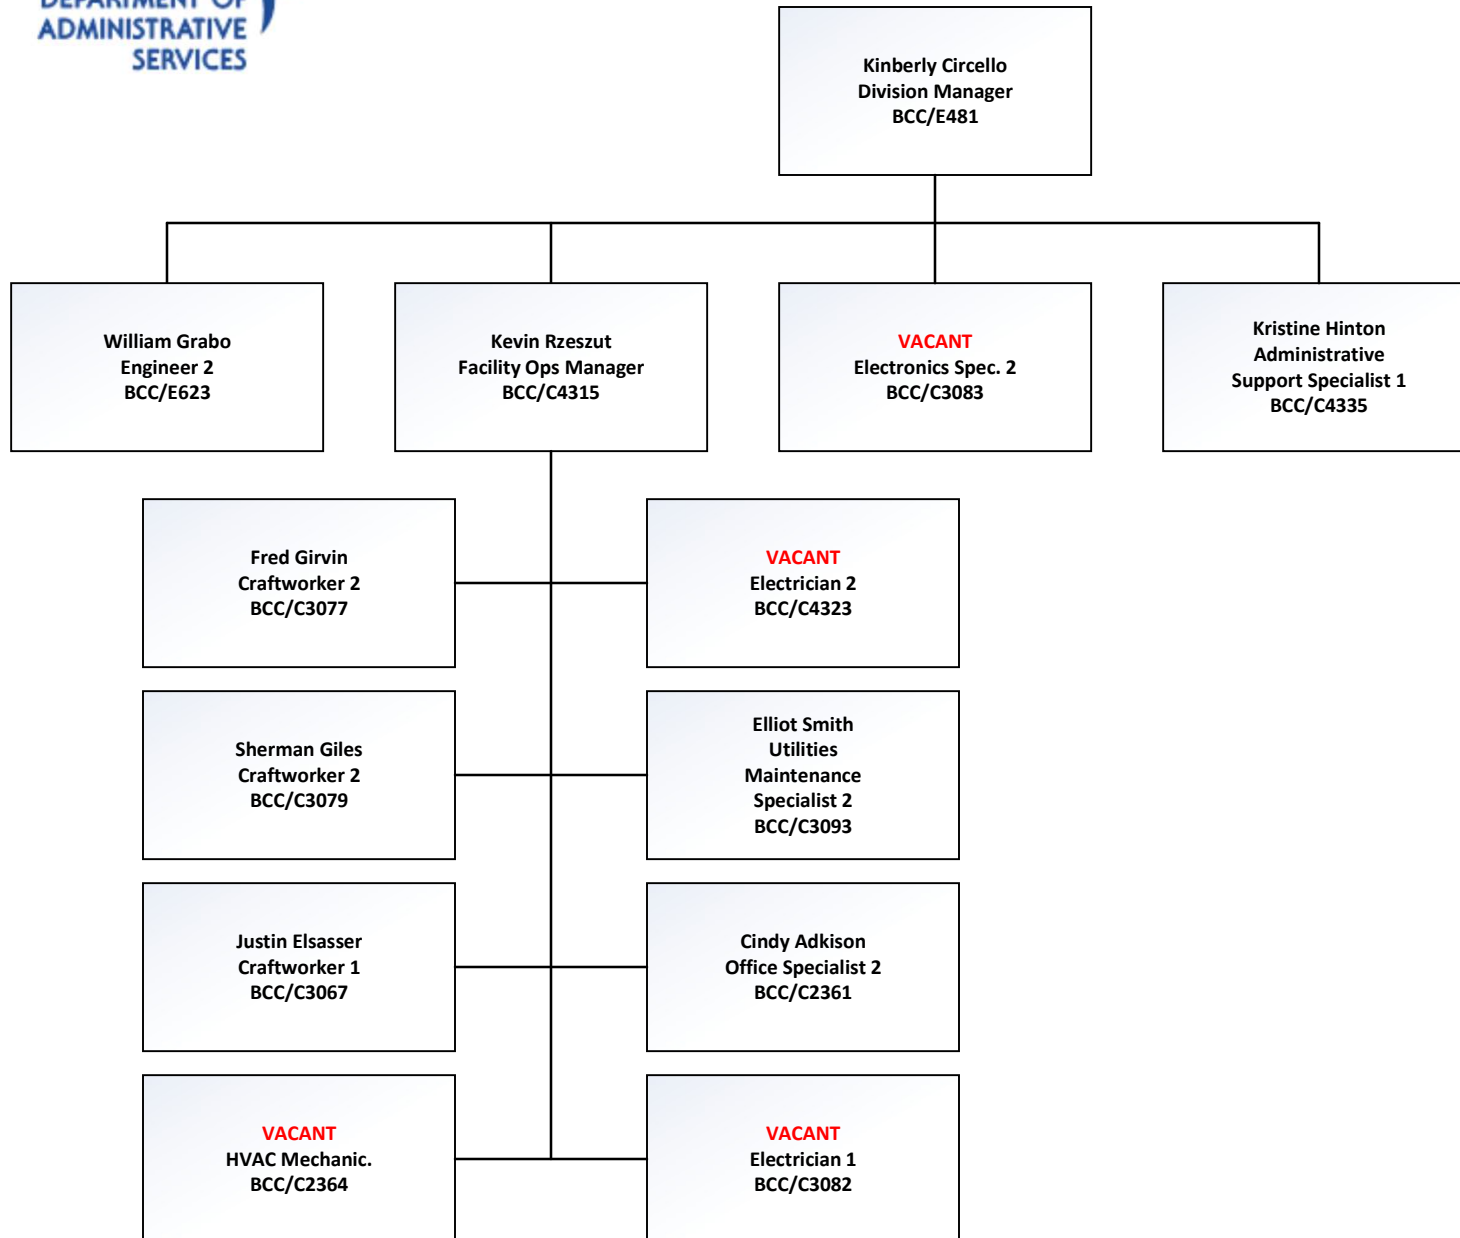 DEPARTMENT OF
ADMINISTRATIVE
SERVICES
Kinberly Circello
Division Manager
BCC/E481
William Grabo
Engineer 2
BCC/E623
Kevin Rzeszut
Facility Ops Manager
BCC/C4315
VACANT
Electronics Spec. 2
BCC/C3083
Kristine Hinton
Administrative
Support Specialist 1
BCC/C4335
Fred Girvin
Craftworker 2
BCC/C3077
VACANT
Electrician 2
BCC/C4323
Sherman Giles
Craftworker 2
BCC/C3079
Elliot Smith
Utilities
Maintenance
Specialist 2
BCC/C3093
Justin Elsasser
Craftworker 1
BCC/C3067
Cindy Adkison
Office Specialist 2
BCC/C2361
VACANT
HVAC Mechanic.
BCC/C2364
VACANT
Electrician 1
BCC/C3082